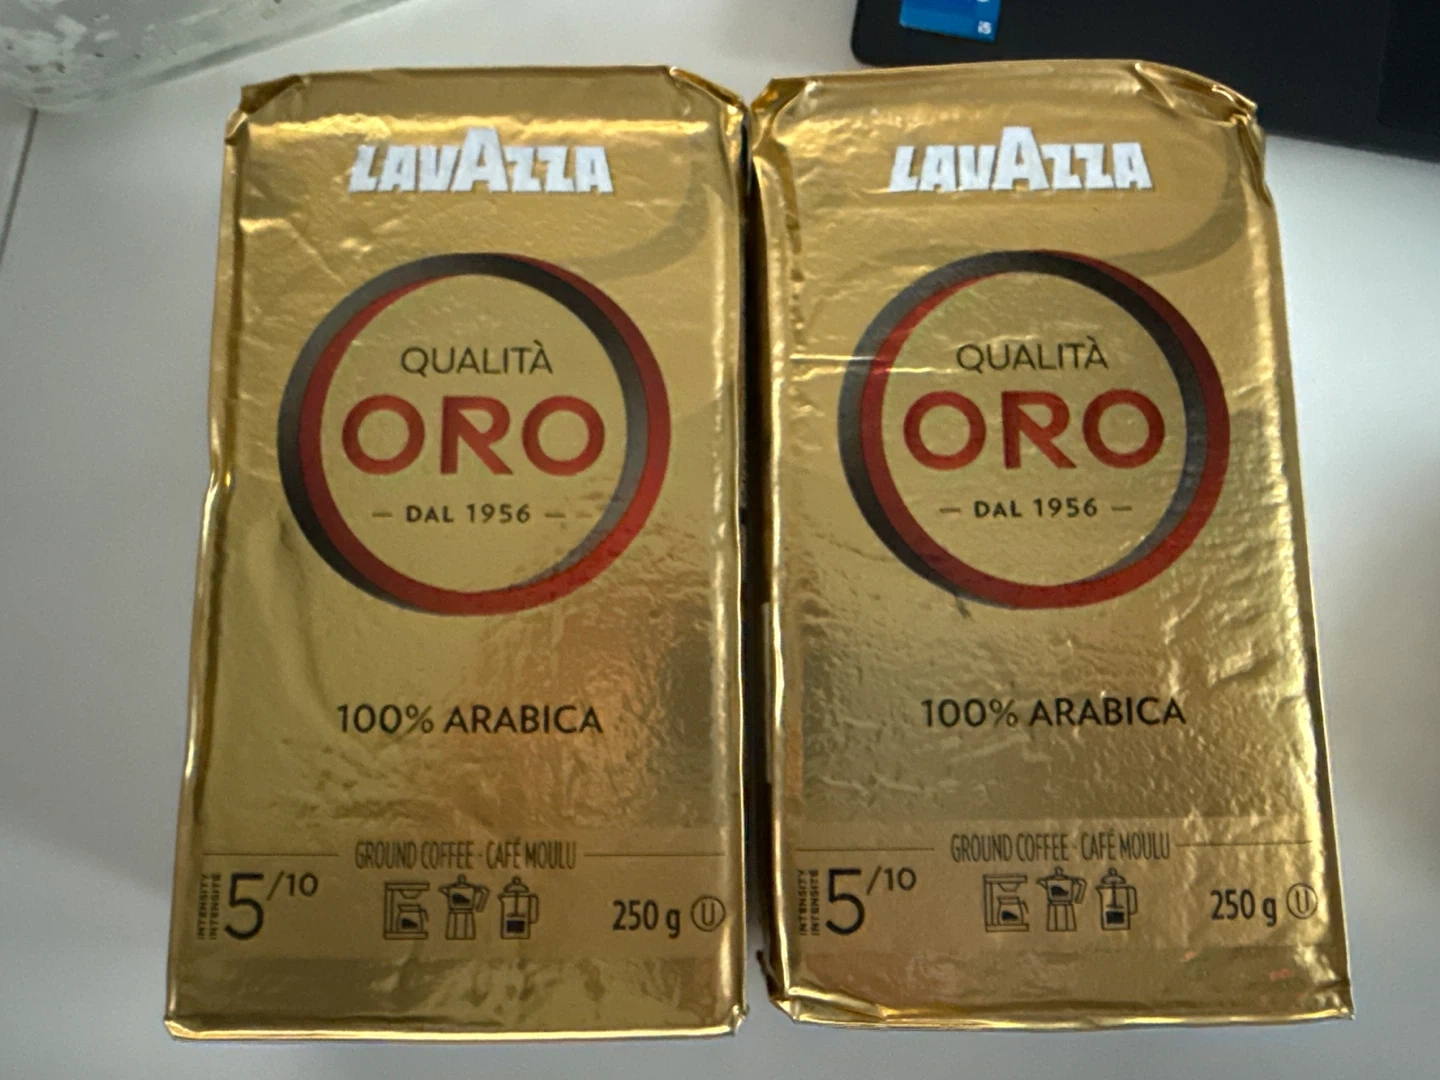 LAVAZZA
QUALITÀ
ORO
— DAL 1956 —
100% ARABICA
GROUND COFFEE · CAFÉ MOULU
INTENSITY
INTENSITÉ
5/10
250 g U
LAVAZZA
QUALITÀ
ORO
— DAL 1956 —
100% ARABICA
GROUND COFFEE · CAFÉ MOULU
INTENSITY
INTENSITÉ
5/10
250 g U
i5